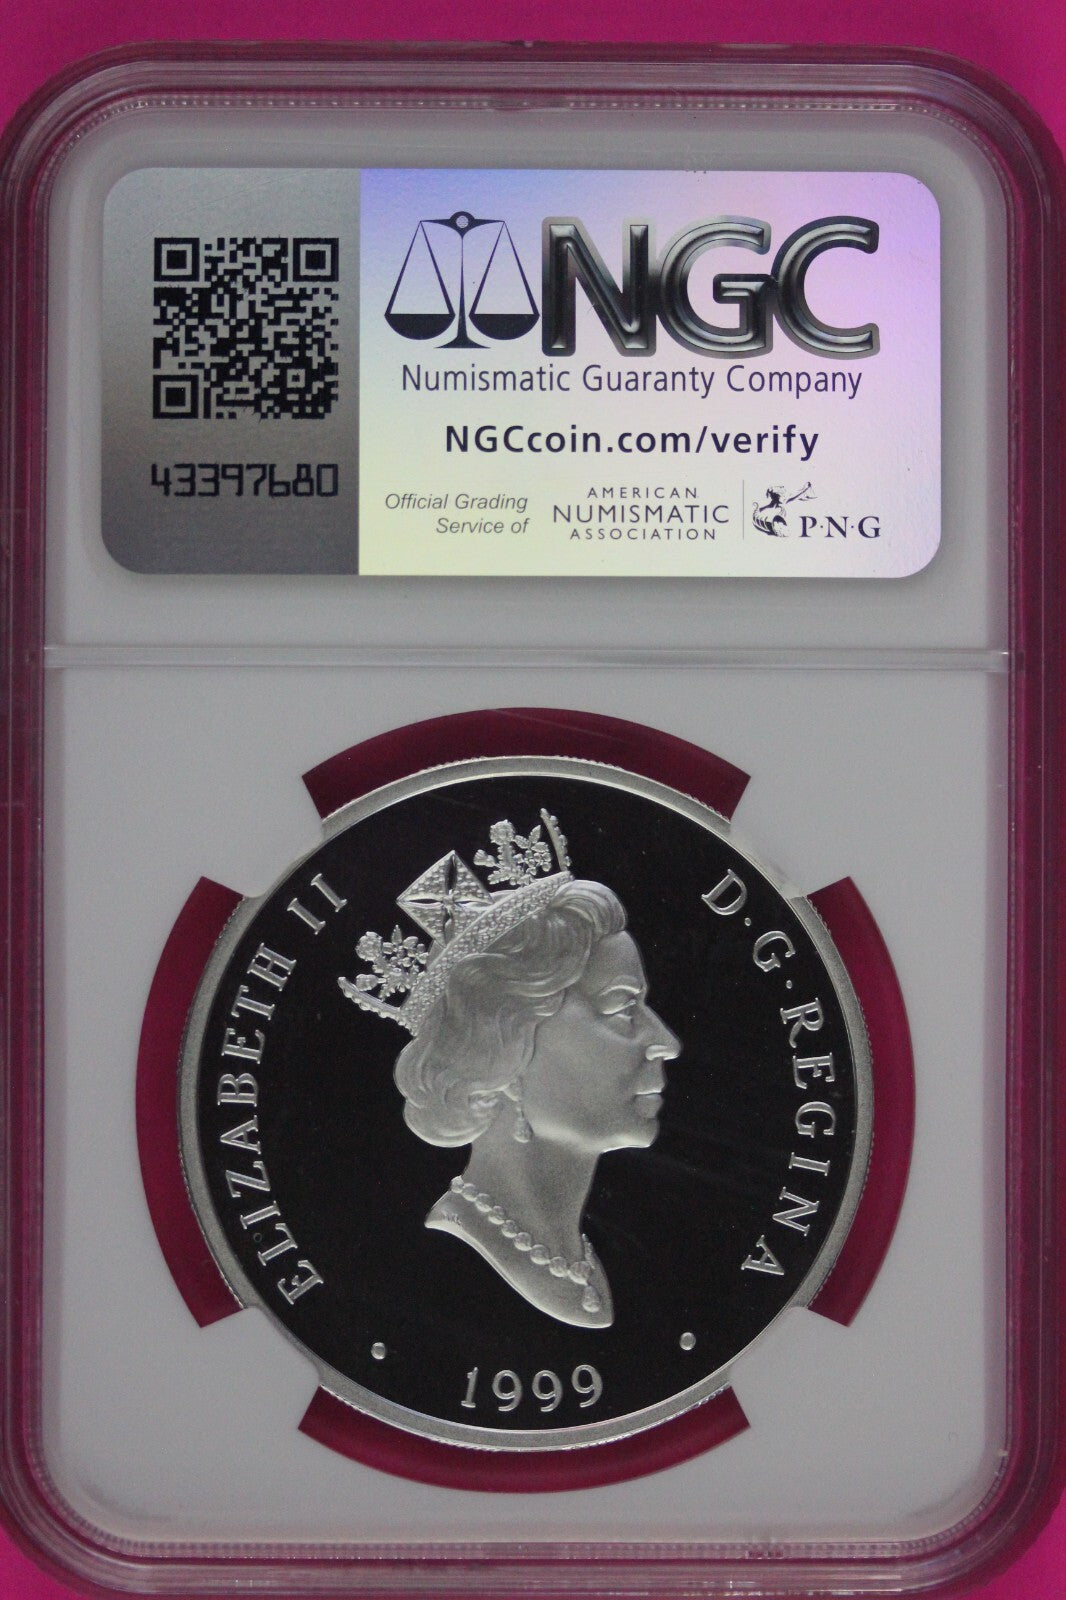 NGC
Numismatic Guaranty Company
NGCcoin.com/verify
43397680
Official Grading
Service of
AMERICAN
NUMISMATIC
ASSOCIATION
P·N·G
ELIZABETH II
D·G·REGINA
1999